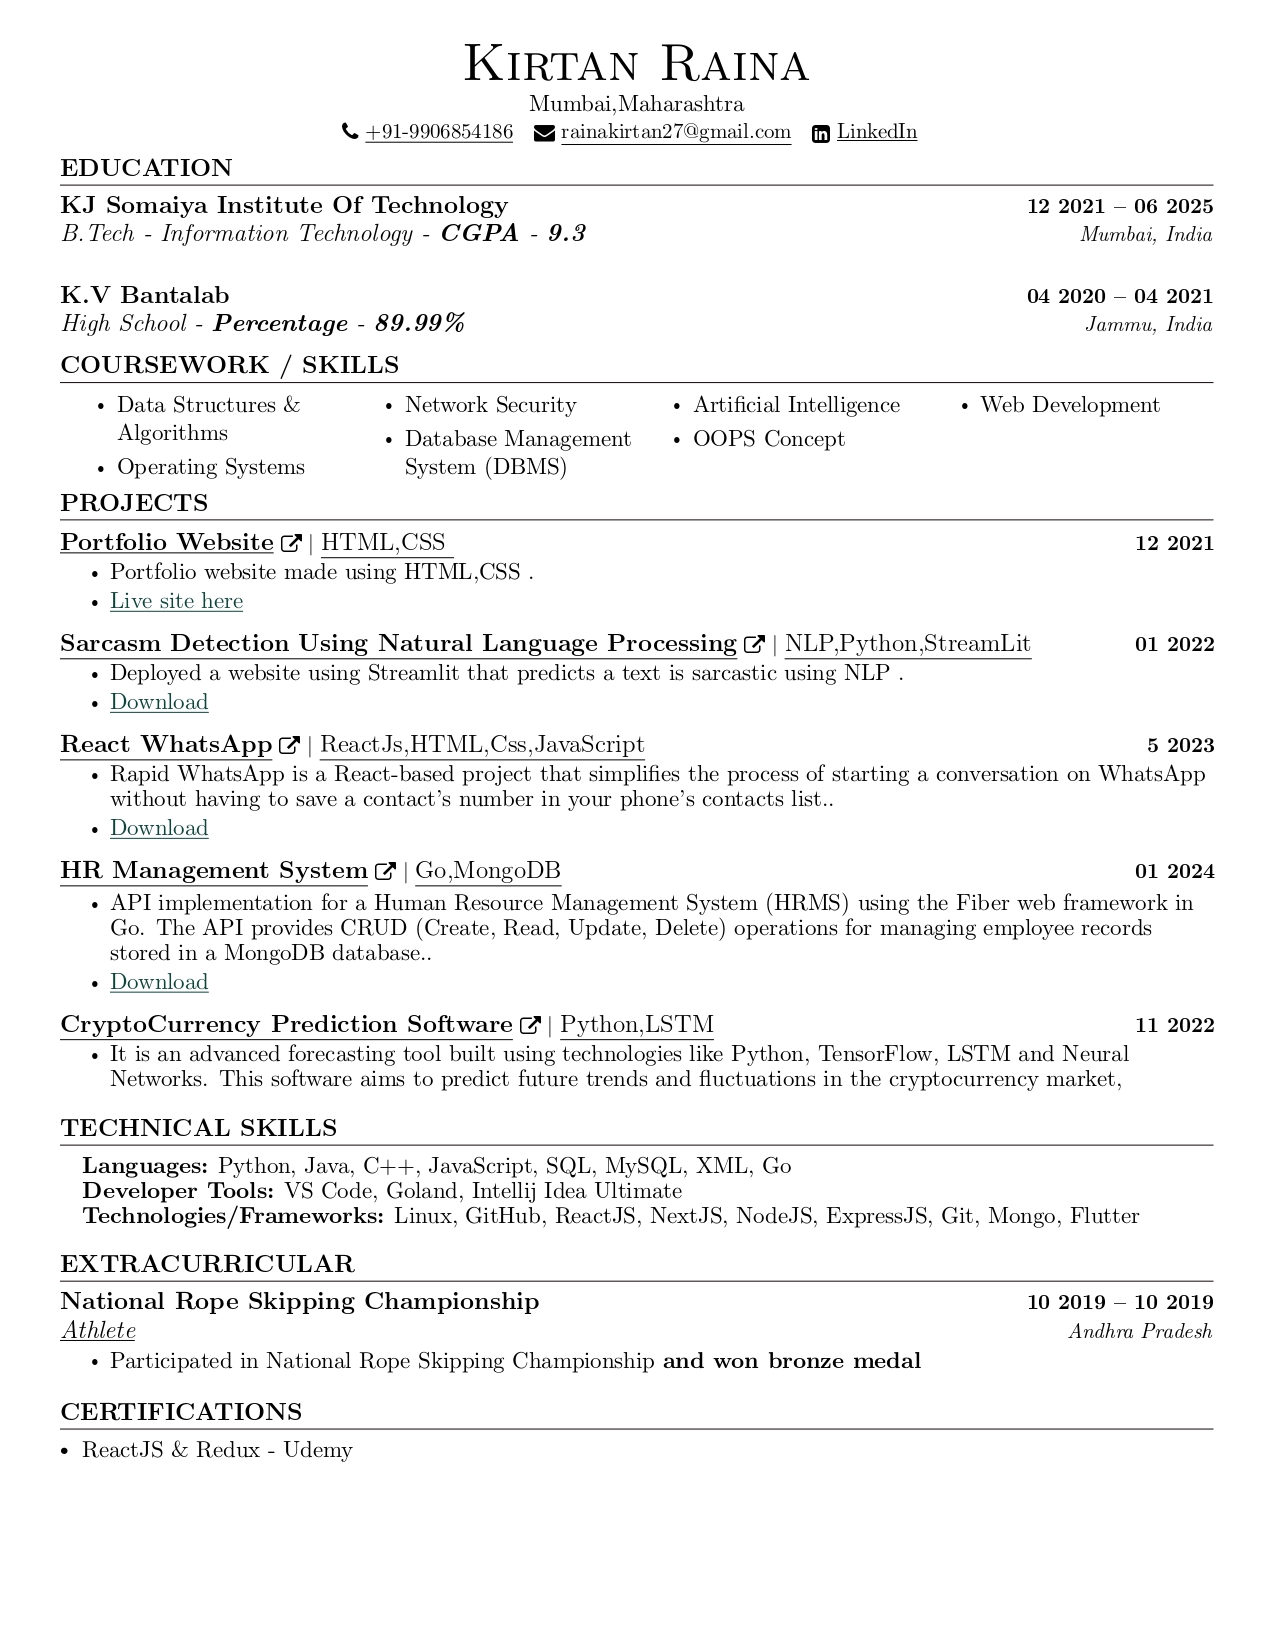 Kirtan Raina
Mumbai,Maharashtra
+91-9906854186 rainakirtan27@gmail.com LinkedIn
EDUCATION
KJ Somaiya Institute Of Technology 12 2021 – 06 2025
B.Tech - Information Technology - CGPA - 9.3 Mumbai, India
K.V Bantalab 04 2020 – 04 2021
High School - Percentage - 89.99% Jammu, India
COURSEWORK / SKILLS
• Data Structures &
Algorithms
• Operating Systems
• Network Security
• Database Management
System (DBMS)
• Artificial Intelligence
• OOPS Concept
• Web Development
PROJECTS
Portfolio Website | HTML,CSS 12 2021
• Portfolio website made using HTML,CSS .
• Live site here
Sarcasm Detection Using Natural Language Processing | NLP,Python,StreamLit 01 2022
• Deployed a website using Streamlit that predicts a text is sarcastic using NLP .
• Download
React WhatsApp | ReactJs,HTML,Css,JavaScript 5 2023
• Rapid WhatsApp is a React-based project that simplifies the process of starting a conversation on WhatsApp
without having to save a contact's number in your phone's contacts list..
• Download
HR Management System | Go,MongoDB 01 2024
• API implementation for a Human Resource Management System (HRMS) using the Fiber web framework in
Go. The API provides CRUD (Create, Read, Update, Delete) operations for managing employee records
stored in a MongoDB database..
• Download
CryptoCurrency Prediction Software | Python,LSTM 11 2022
• It is an advanced forecasting tool built using technologies like Python, TensorFlow, LSTM and Neural
Networks. This software aims to predict future trends and fluctuations in the cryptocurrency market,
TECHNICAL SKILLS
Languages: Python, Java, C++, JavaScript, SQL, MySQL, XML, Go
Developer Tools: VS Code, Goland, Intellij Idea Ultimate
Technologies/Frameworks: Linux, GitHub, ReactJS, NextJS, NodeJS, ExpressJS, Git, Mongo, Flutter
EXTRACURRICULAR
National Rope Skipping Championship 10 2019 – 10 2019
Athlete Andhra Pradesh
• Participated in National Rope Skipping Championship and won bronze medal
CERTIFICATIONS
• ReactJS & Redux - Udemy